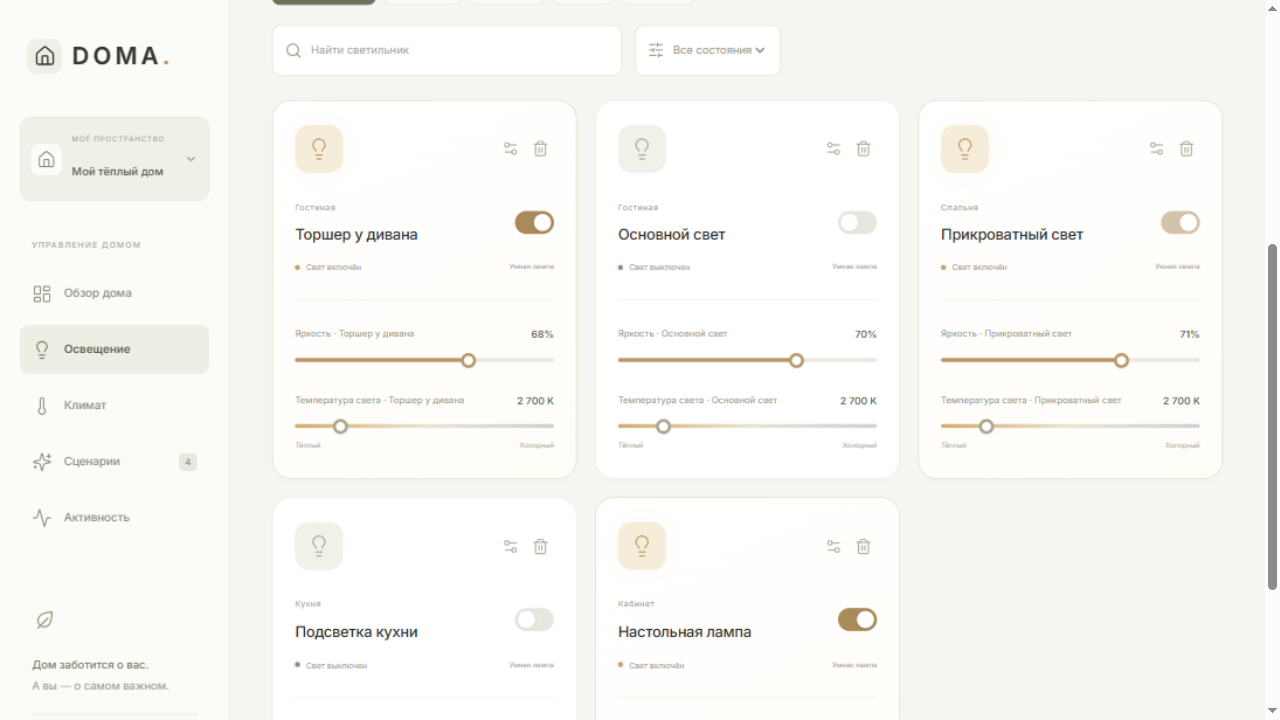 DOMA.
МОЁ ПРОСТРАНСТВО
Мой тёплый дом
УПРАВЛЕНИЕ ДОМОМ
Обзор дома
Освещение
Климат
Сценарии 4
Активность
Дом заботится о вас.
А вы — о самом важном.
Найти светильник
Все состояния
Гостиная
Торшер у дивана
Свет включён Умная лампа
Яркость · Торшер у дивана 68%
Температура света · Торшер у дивана 2 700 K
Тёплый Холодный
Гостиная
Основной свет
Свет выключен Умная лампа
Яркость · Основной свет 70%
Температура света · Основной свет 2 700 K
Тёплый Холодный
Спальня
Прикроватный свет
Свет включён Умная лампа
Яркость · Прикроватный свет 71%
Температура света · Прикроватный свет 2 700 K
Тёплый Холодный
Кухня
Подсветка кухни
Свет выключен Умная лампа
Кабинет
Настольная лампа
Свет включён Умная лампа